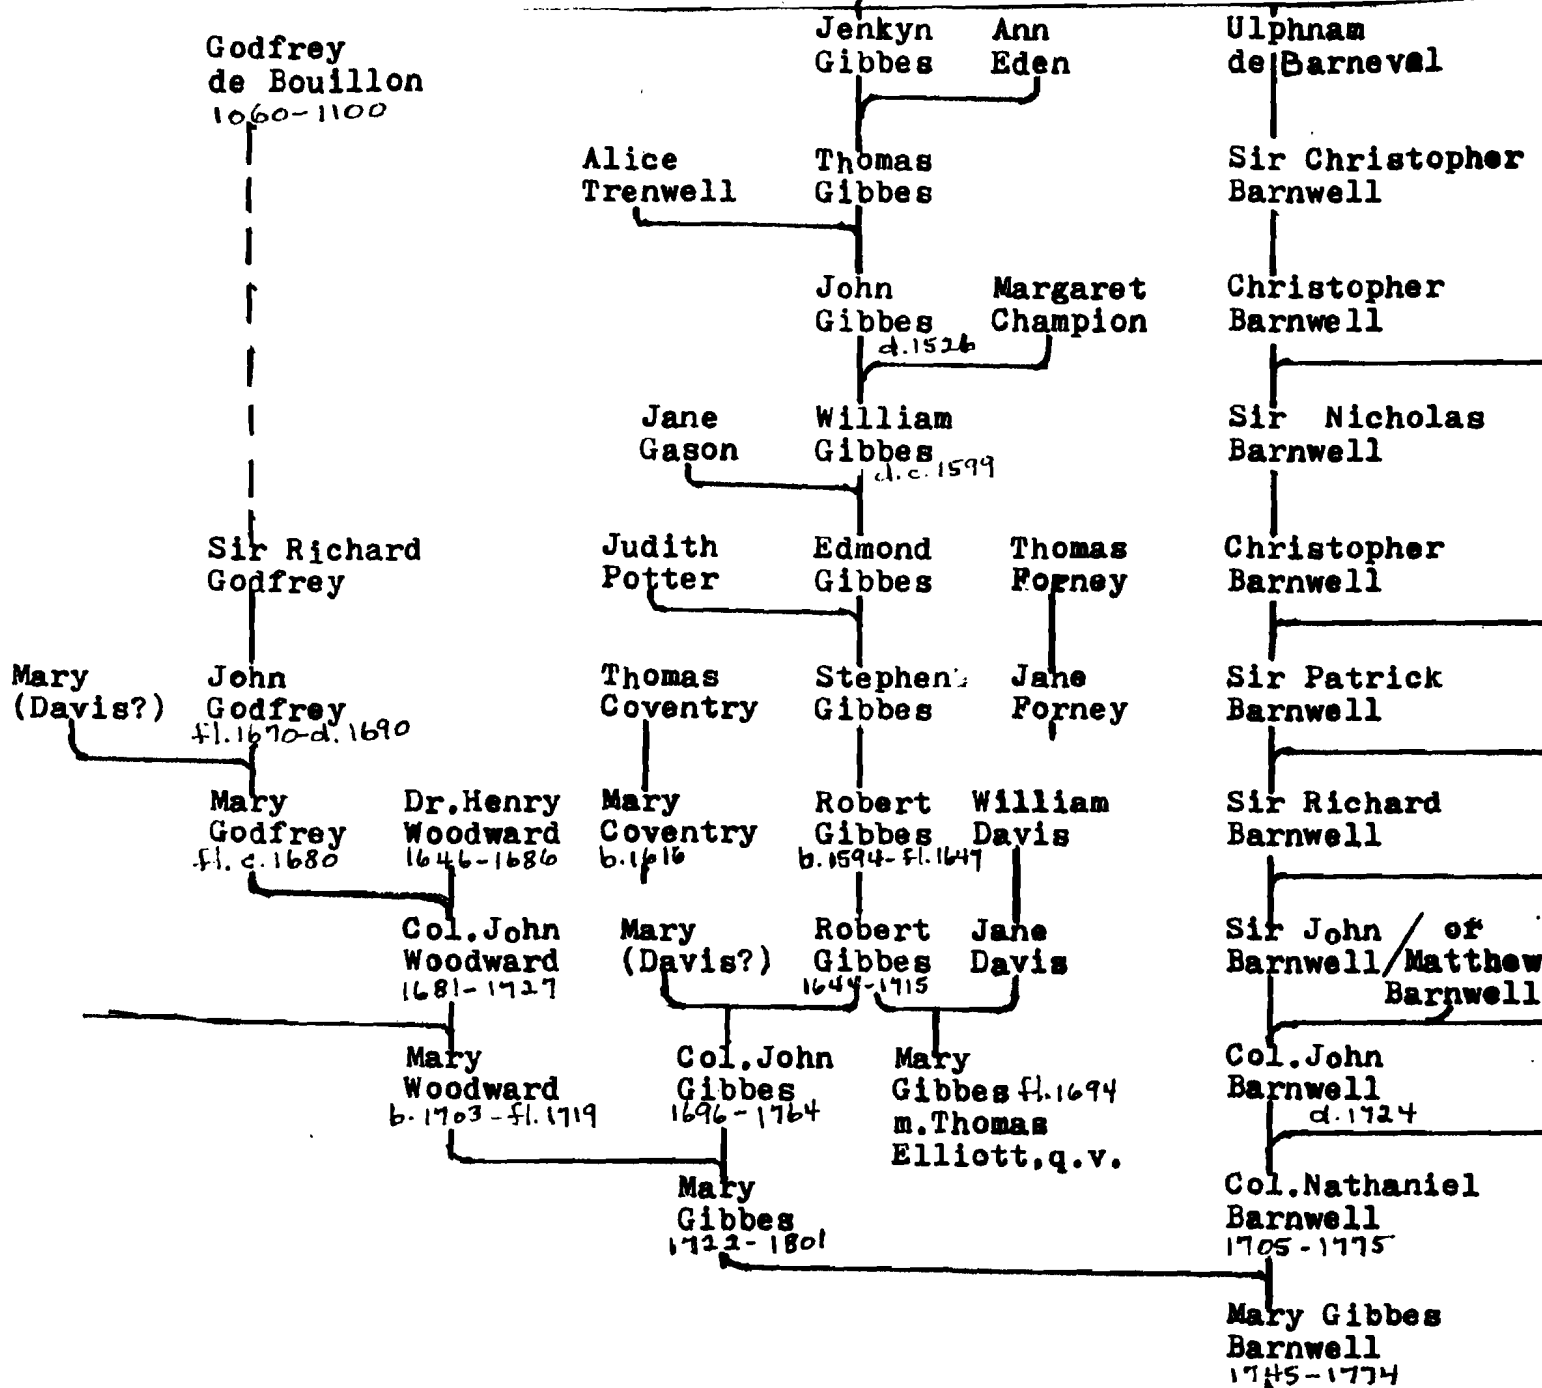 Godfrey
de Bouillon
1060-1100
Jenkyn
Gibbes
Ann
Eden
Ulphnam
de Barneval
Alice
Trenwell
Thomas
Gibbes
Sir Christopher
Barnwell
John
Gibbes
d.1526
Margaret
Champion
Christopher
Barnwell
Jane
Gason
William
Gibbes
d.c.1599
Sir Nicholas
Barnwell
Sir Richard
Godfrey
Judith
Potter
Edmond
Gibbes
Thomas
Forney
Christopher
Barnwell
Mary
(Davis?)
John
Godfrey
fl.1670-d.1690
Thomas
Coventry
Stephen
Gibbes
Jane
Forney
Sir Patrick
Barnwell
Mary
Godfrey
fl.c.1680
Dr.Henry
Woodward
1646-1686
Mary
Coventry
b.1616
Robert
Gibbes
b.1594-fl.1647
William
Davis
Sir Richard
Barnwell
Col.John
Woodward
1681-1727
Mary
(Davis?)
Robert
Gibbes
1644-1715
Jane
Davis
Sir John / or
Barnwell/Matthew
Barnwell
Mary
Woodward
b.1703-fl.1719
Col.John
Gibbes
1696-1764
Mary
Gibbes fl.1694
m.Thomas
Elliott,q.v.
Col.John
Barnwell
d.1724
Mary
Gibbes
1722-1801
Col.Nathaniel
Barnwell
1705-1775
Mary Gibbes
Barnwell
1745-1774